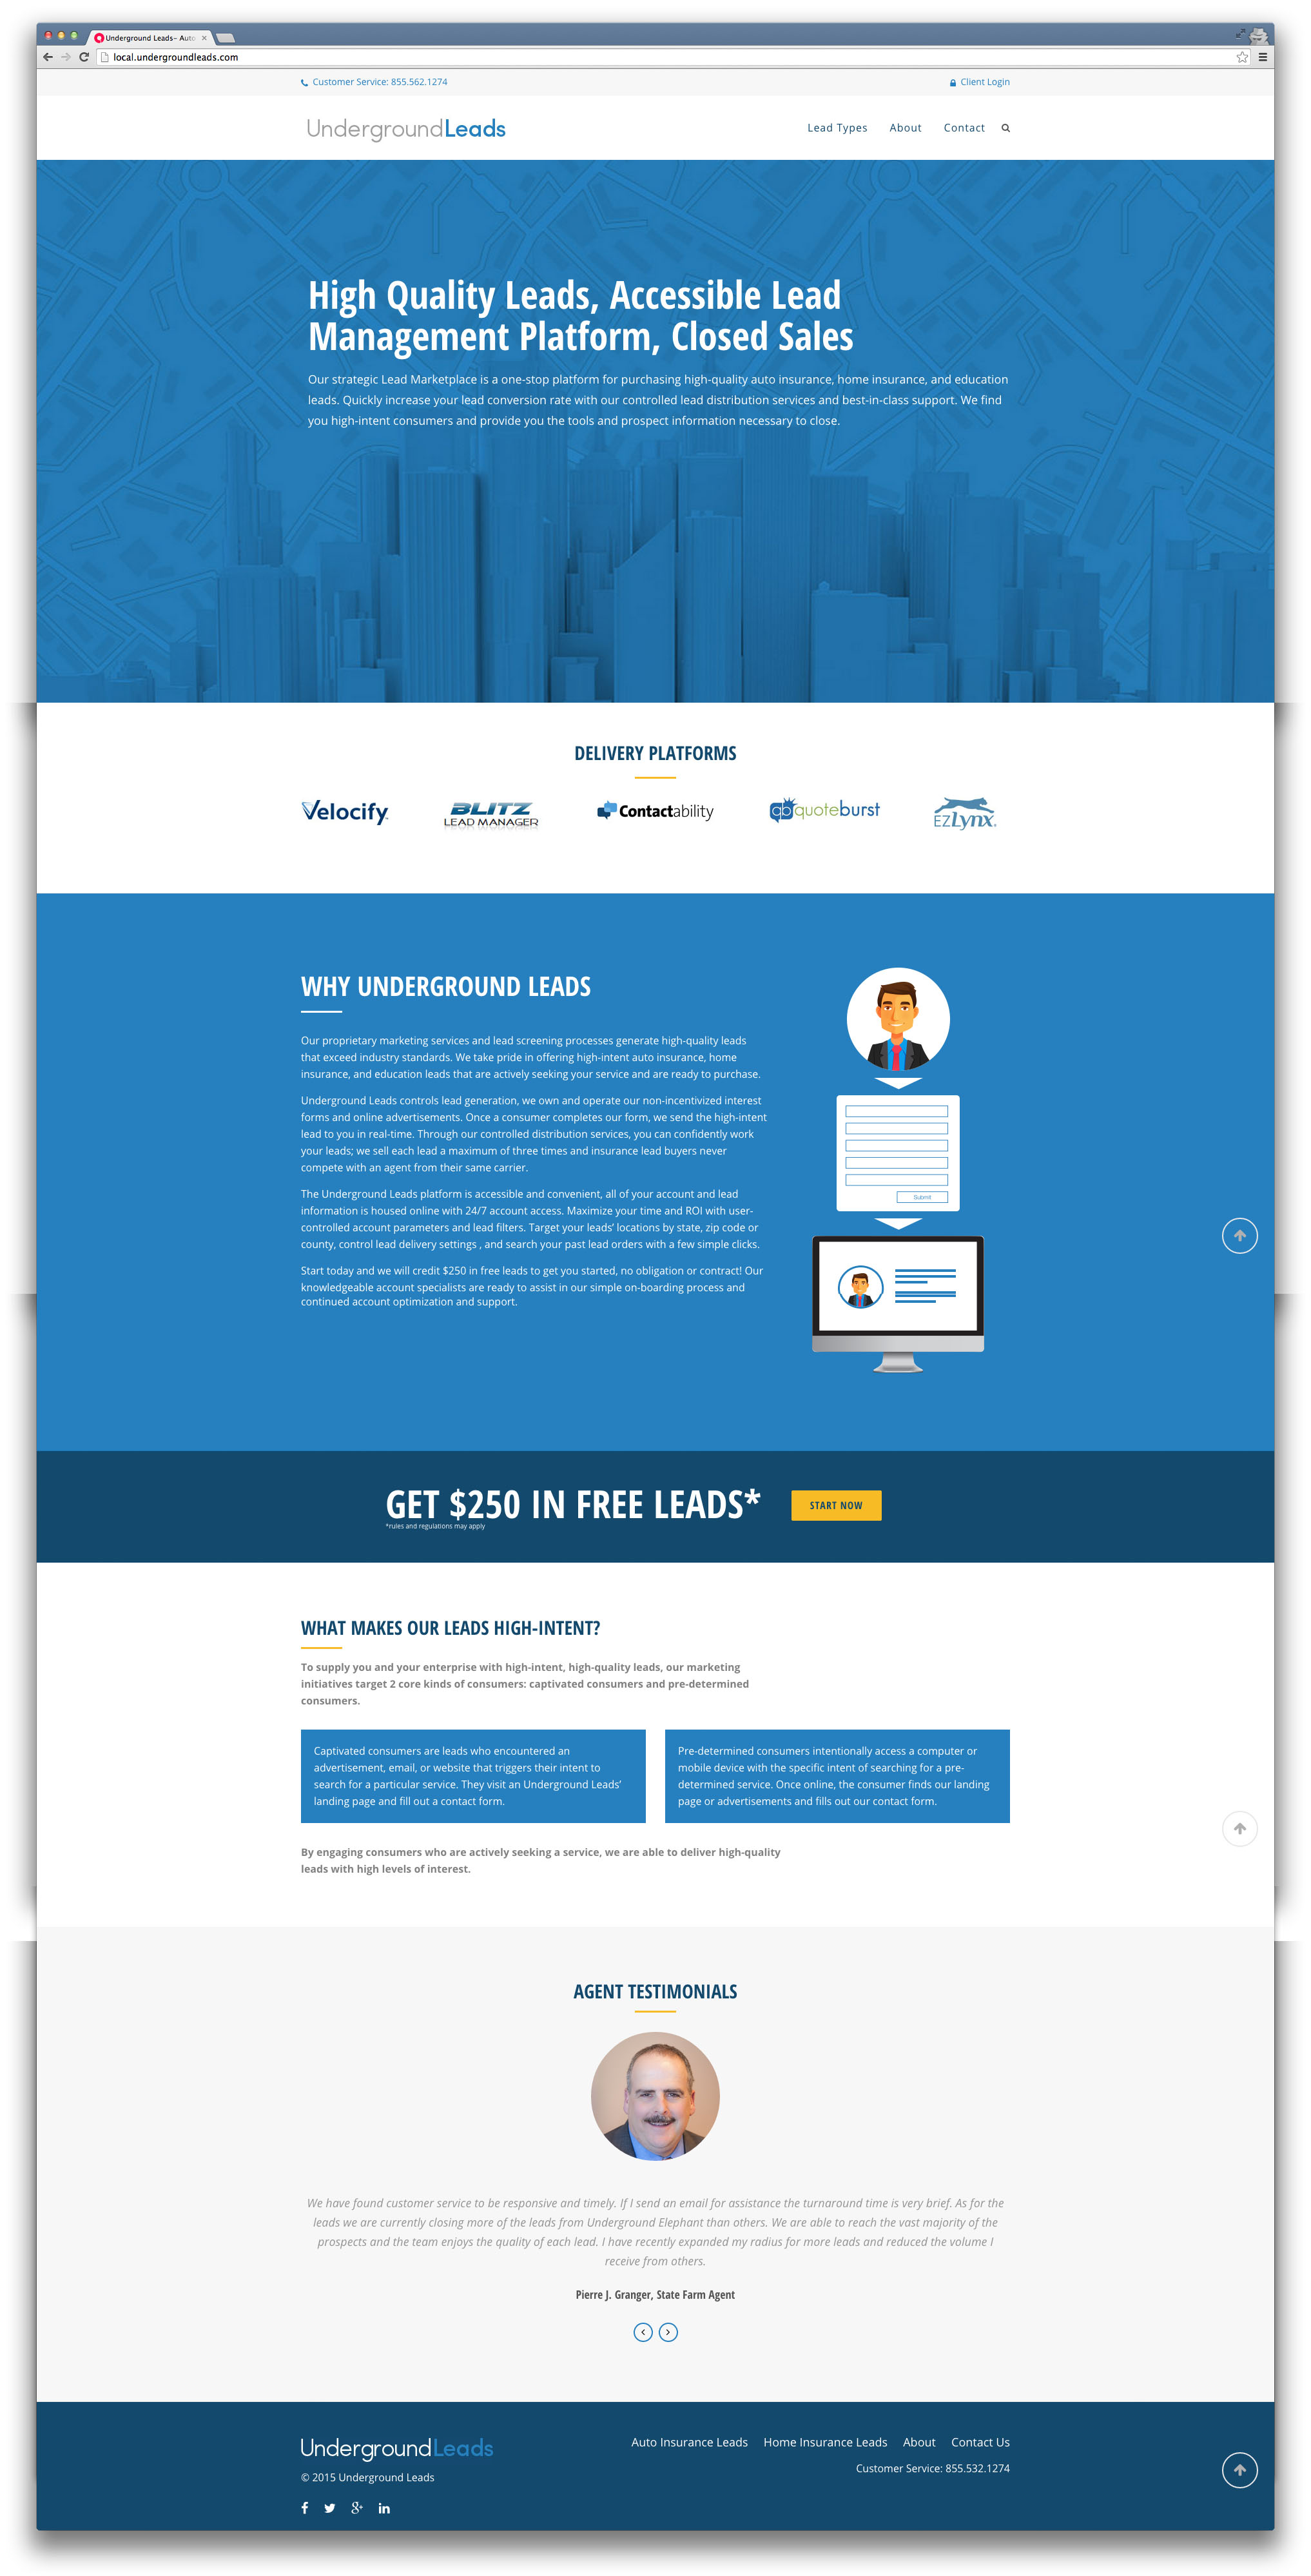 Underground Leads- Auto
local.undergroundleads.com
Customer Service: 855.562.1274
Client Login
UndergroundLeads
Lead Types About Contact
High Quality Leads, Accessible Lead
Management Platform, Closed Sales
Our strategic Lead Marketplace is a one-stop platform for purchasing high-quality auto insurance, home insurance, and education
leads. Quickly increase your lead conversion rate with our controlled lead distribution services and best-in-class support. We find
you high-intent consumers and provide you the tools and prospect information necessary to close.
DELIVERY PLATFORMS
Velocify
BLITZ
LEAD MANAGER
Contactability
qb quoteburst
EZLynx
WHY UNDERGROUND LEADS
Our proprietary marketing services and lead screening processes generate high-quality leads
that exceed industry standards. We take pride in offering high-intent auto insurance, home
insurance, and education leads that are actively seeking your service and are ready to purchase.
Underground Leads controls lead generation, we own and operate our non-incentivized interest
forms and online advertisements. Once a consumer completes our form, we send the high-intent
lead to you in real-time. Through our controlled distribution services, you can confidently work
your leads; we sell each lead a maximum of three times and insurance lead buyers never
compete with an agent from their same carrier.
The Underground Leads platform is accessible and convenient, all of your account and lead
information is housed online with 24/7 account access. Maximize your time and ROI with user-
controlled account parameters and lead filters. Target your leads' locations by state, zip code or
county, control lead delivery settings , and search your past lead orders with a few simple clicks.
Start today and we will credit $250 in free leads to get you started, no obligation or contract! Our
knowledgeable account specialists are ready to assist in our simple on-boarding process and
continued account optimization and support.
Submit
GET $250 IN FREE LEADS*
*rules and regulations may apply
START NOW
WHAT MAKES OUR LEADS HIGH-INTENT?
To supply you and your enterprise with high-intent, high-quality leads, our marketing
initiatives target 2 core kinds of consumers: captivated consumers and pre-determined
consumers.
Captivated consumers are leads who encountered an
advertisement, email, or website that triggers their intent to
search for a particular service. They visit an Underground Leads'
landing page and fill out a contact form.
Pre-determined consumers intentionally access a computer or
mobile device with the specific intent of searching for a pre-
determined service. Once online, the consumer finds our landing
page or advertisements and fills out our contact form.
By engaging consumers who are actively seeking a service, we are able to deliver high-quality
leads with high levels of interest.
AGENT TESTIMONIALS
We have found customer service to be responsive and timely. If I send an email for assistance the turnaround time is very brief. As for the
leads we are currently closing more of the leads from Underground Elephant than others. We are able to reach the vast majority of the
prospects and the team enjoys the quality of each lead. I have recently expanded my radius for more leads and reduced the volume I
receive from others.
Pierre J. Granger, State Farm Agent
UndergroundLeads
© 2015 Underground Leads
Auto Insurance Leads Home Insurance Leads About Contact Us
Customer Service: 855.532.1274